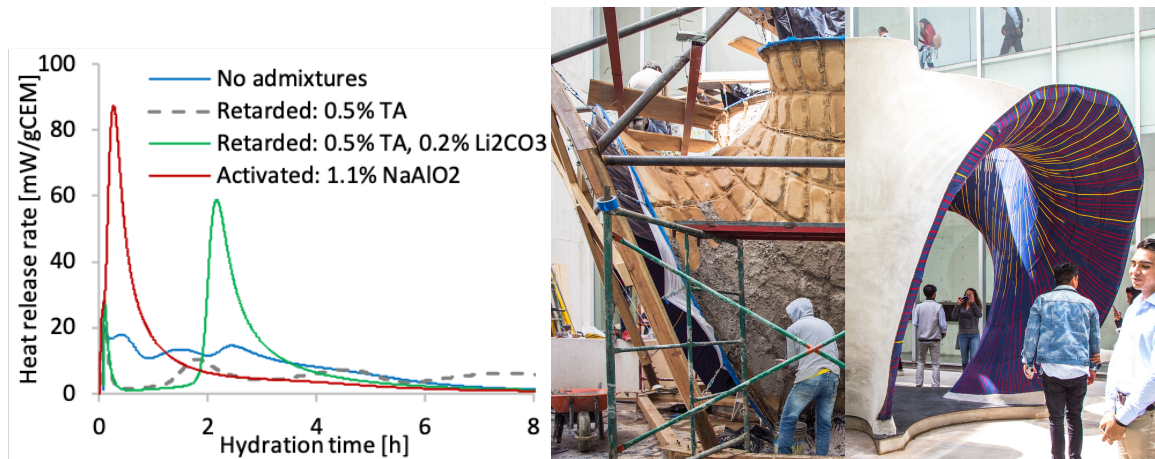 100
80
60
40
20
0
Heat release rate [mW/gCEM]
No admixtures
Retarded: 0.5% TA
Retarded: 0.5% TA, 0.2% Li2CO3
Activated: 1.1% NaAlO2
0 2 4 6 8
Hydration time [h]